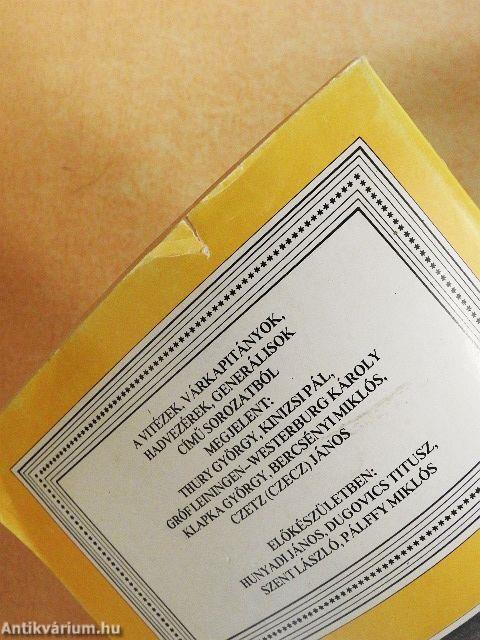 A VITÉZEK, VÁRKAPITÁNYOK,
HADVEZÉREK, GENERÁLISOK
CÍMŰ SOROZATBÓL
MEGJELENT:
THURY GYÖRGY, KINIZSI PÁL,
GRÓF LEININGEN-WESTERBURG KÁROLY
KLAPKA GYÖRGY, BERCSÉNYI MIKLÓS,
CZETZ (CZECZ) JÁNOS
ELŐKÉSZÜLETBEN:
HUNYADI JÁNOS, DUGOVICS TITUSZ,
SZENT LÁSZLÓ, PÁLFFY MIKLÓS
Antikvárium.hu